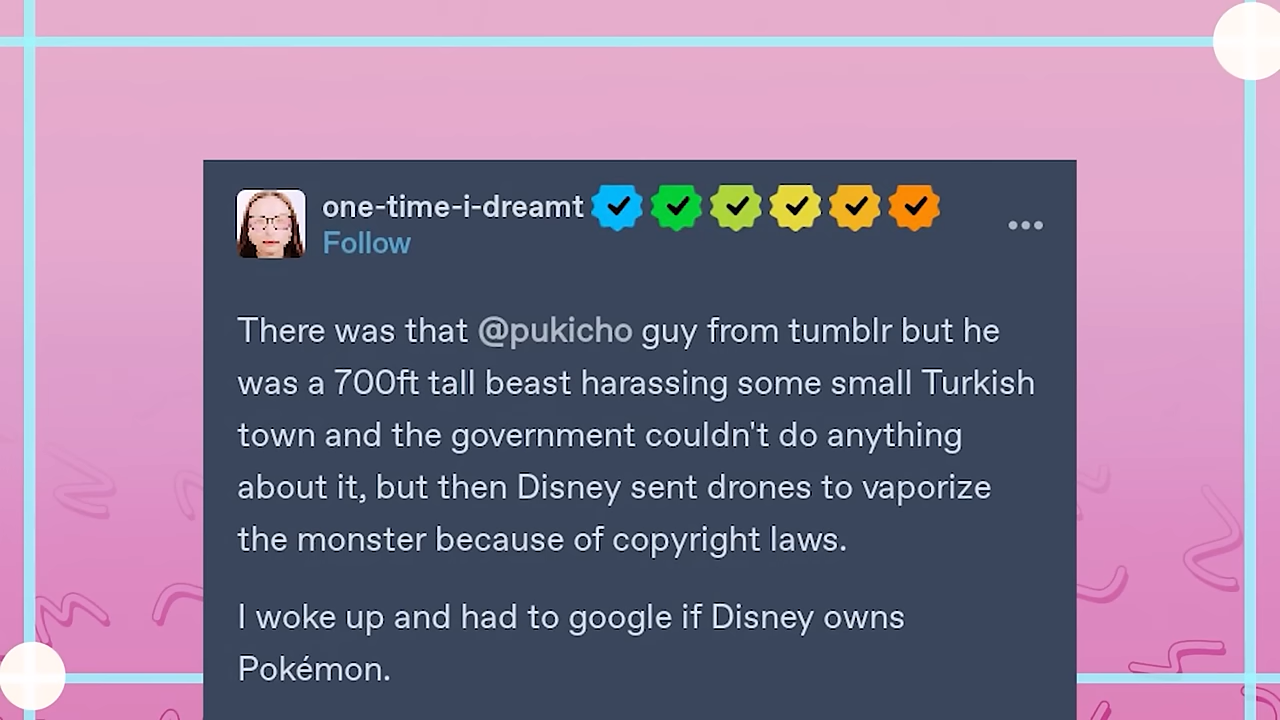 one-time-i-dreamt
Follow
There was that @pukicho guy from tumblr but he
was a 700ft tall beast harassing some small Turkish
town and the government couldn't do anything
about it, but then Disney sent drones to vaporize
the monster because of copyright laws.
I woke up and had to google if Disney owns
Pokémon.